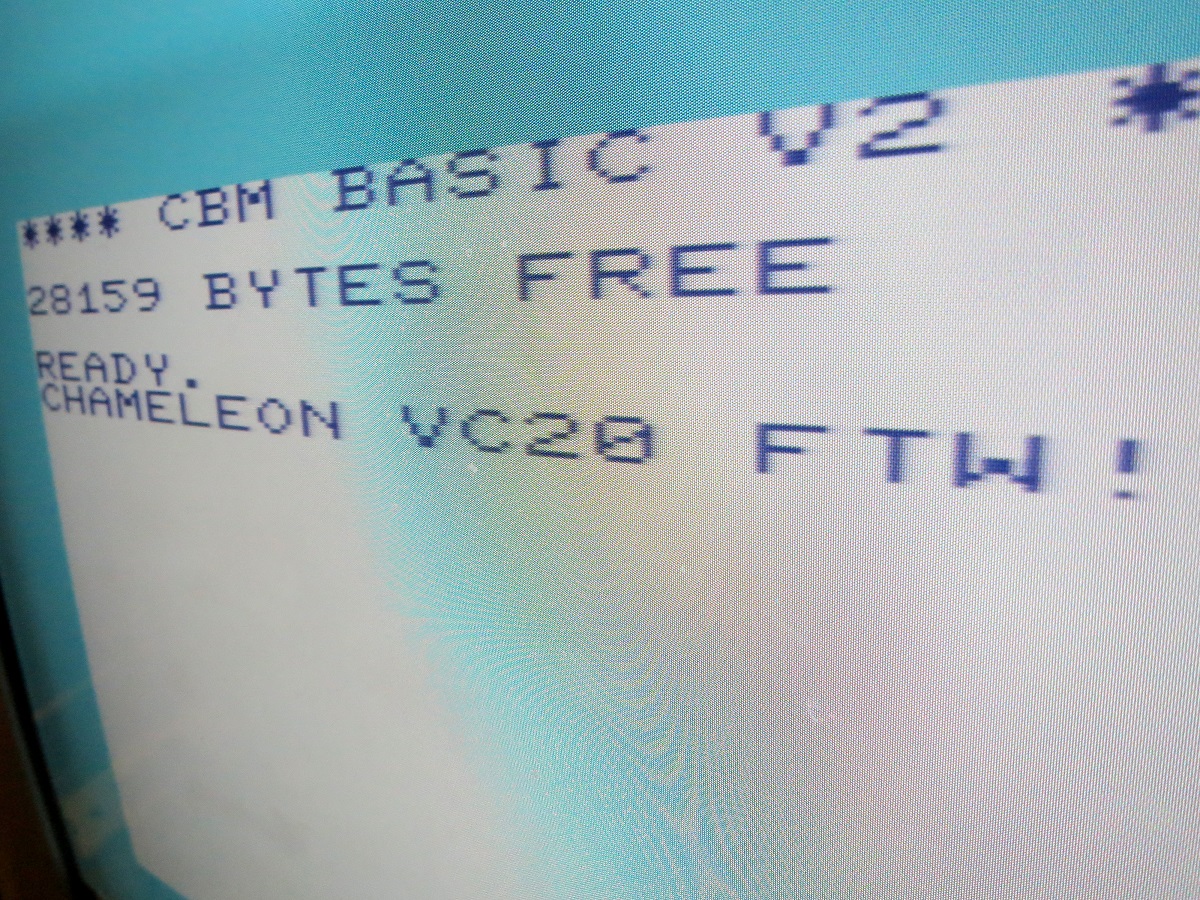 **** CBM BASIC V2 *
28159 BYTES FREE
READY.
CHAMELEON VC20 FTW!